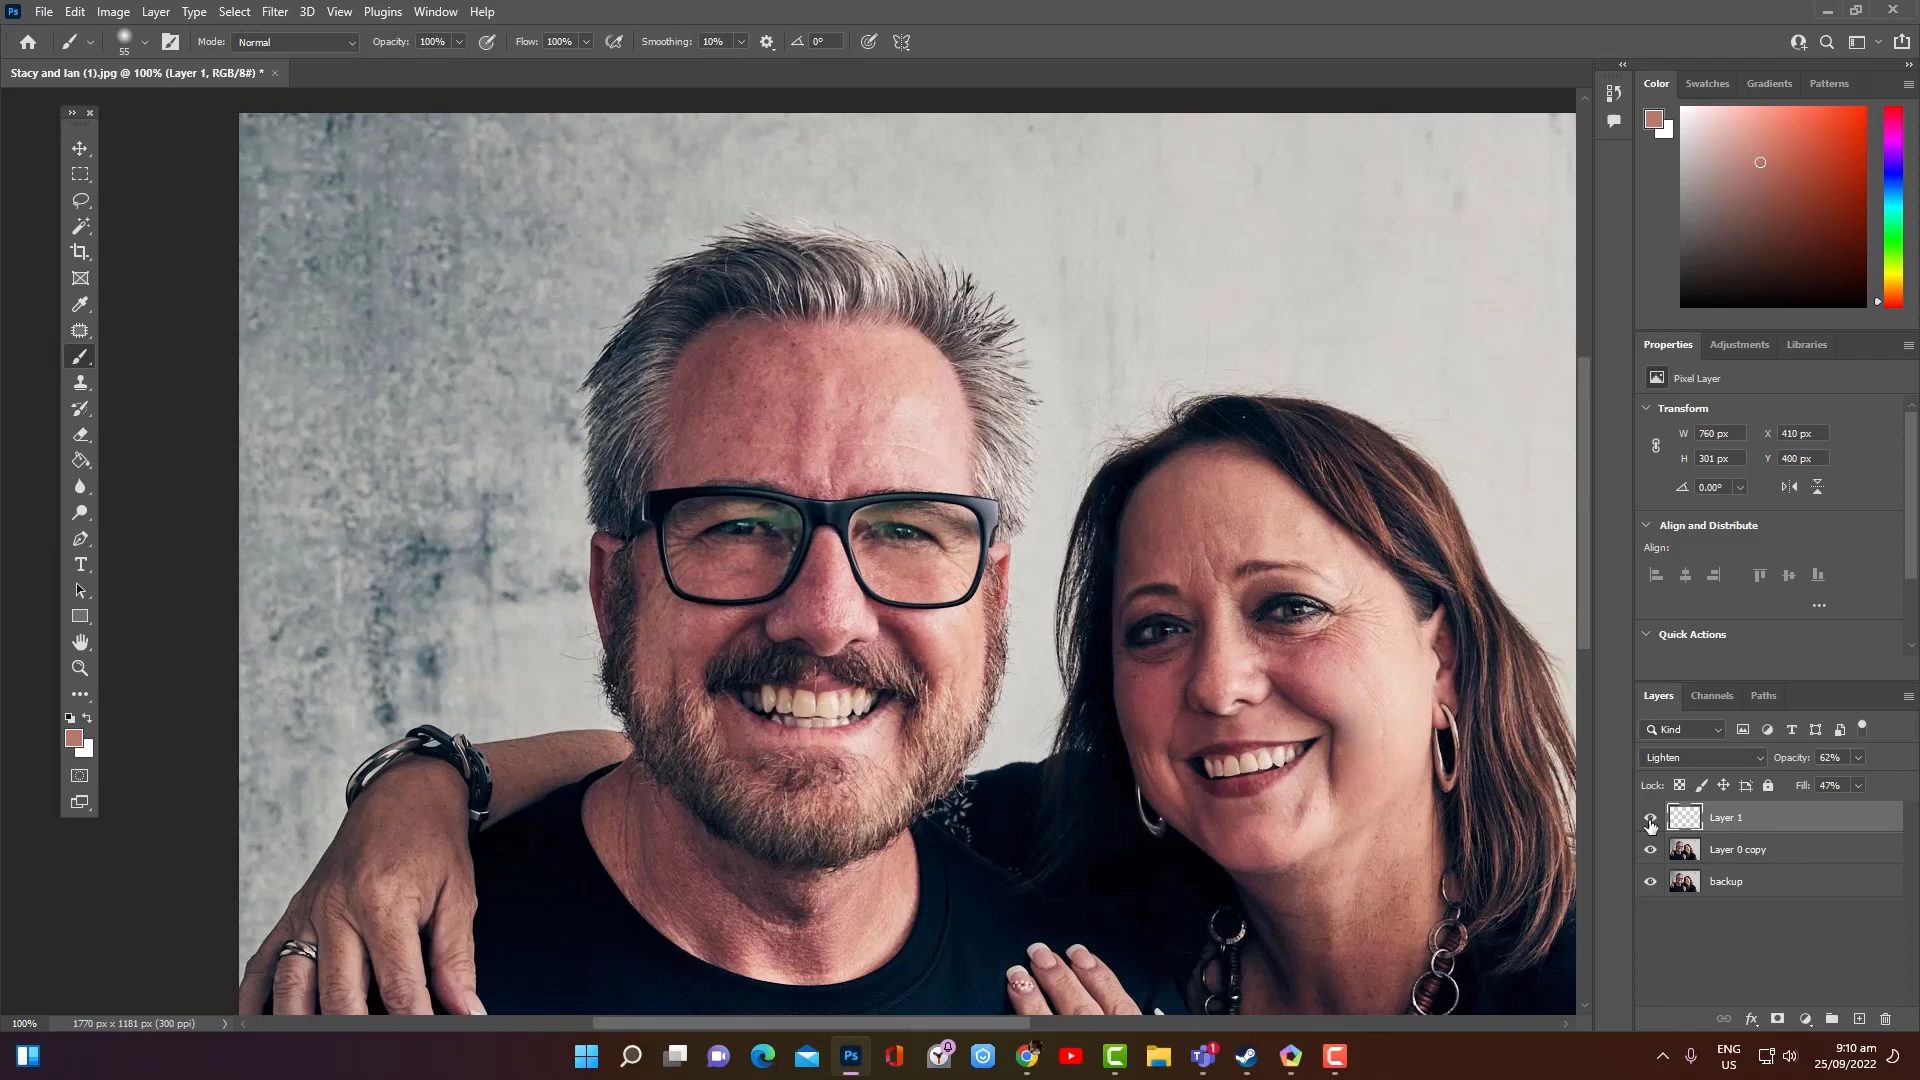 Ps File Edit Image Layer Type Select Filter 3D View Plugins Window Help
55 Mode: Normal Opacity: 100% Flow: 100% Smoothing: 10% 0°
Stacy and Ian (1).jpg @ 100% (Layer 1, RGB/8#) *
Color Swatches Gradients Patterns
Properties Adjustments Libraries
Pixel Layer
Transform
W 760 px X 410 px
H 301 px Y 400 px
0.00°
Align and Distribute
Align:
Quick Actions
Layers Channels Paths
Kind
Lighten Opacity: 62%
Lock: Fill: 47%
Layer 1
Layer 0 copy
backup
100% 1770 px x 1181 px (300 ppi)
Ps
1
ENG
US
9:10 am
25/09/2022